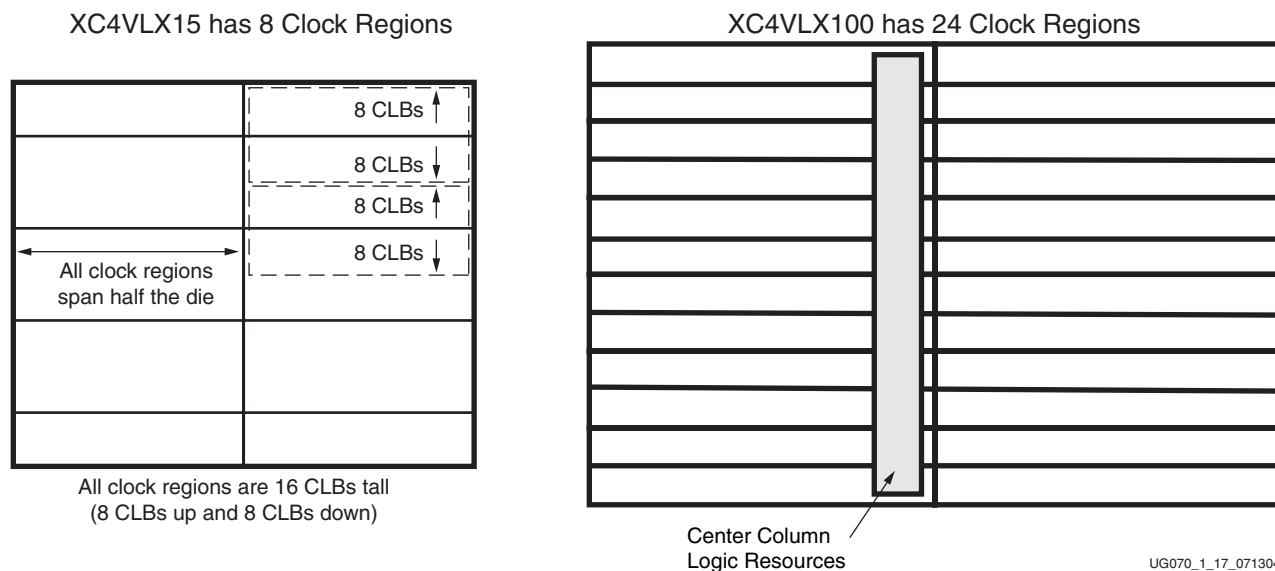 XC4VLX15 has 8 Clock Regions
XC4VLX100 has 24 Clock Regions
8 CLBs
8 CLBs
8 CLBs
8 CLBs
All clock regions
span half the die
All clock regions are 16 CLBs tall
(8 CLBs up and 8 CLBs down)
Center Column
Logic Resources
UG070_1_17_071304